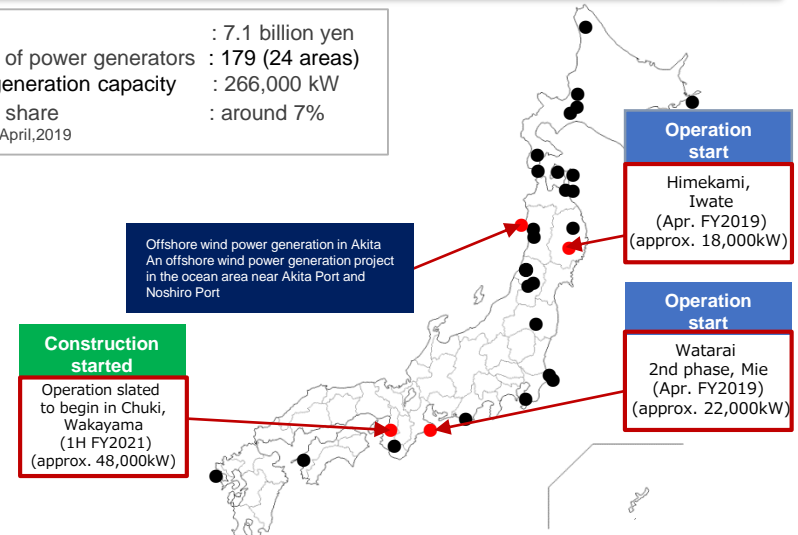 : 7.1 billion yen
of power generators : 179 (24 areas)
generation capacity : 266,000 kW
share : around 7%
April,2019
Operation
start
Himekami,
Iwate
(Apr. FY2019)
(approx. 18,000kW)
Offshore wind power generation in Akita
An offshore wind power generation project
in the ocean area near Akita Port and
Noshiro Port
Operation
start
Watarai
2nd phase, Mie
(Apr. FY2019)
(approx. 22,000kW)
Construction
started
Operation slated
to begin in Chuki,
Wakayama
(1H FY2021)
(approx. 48,000kW)